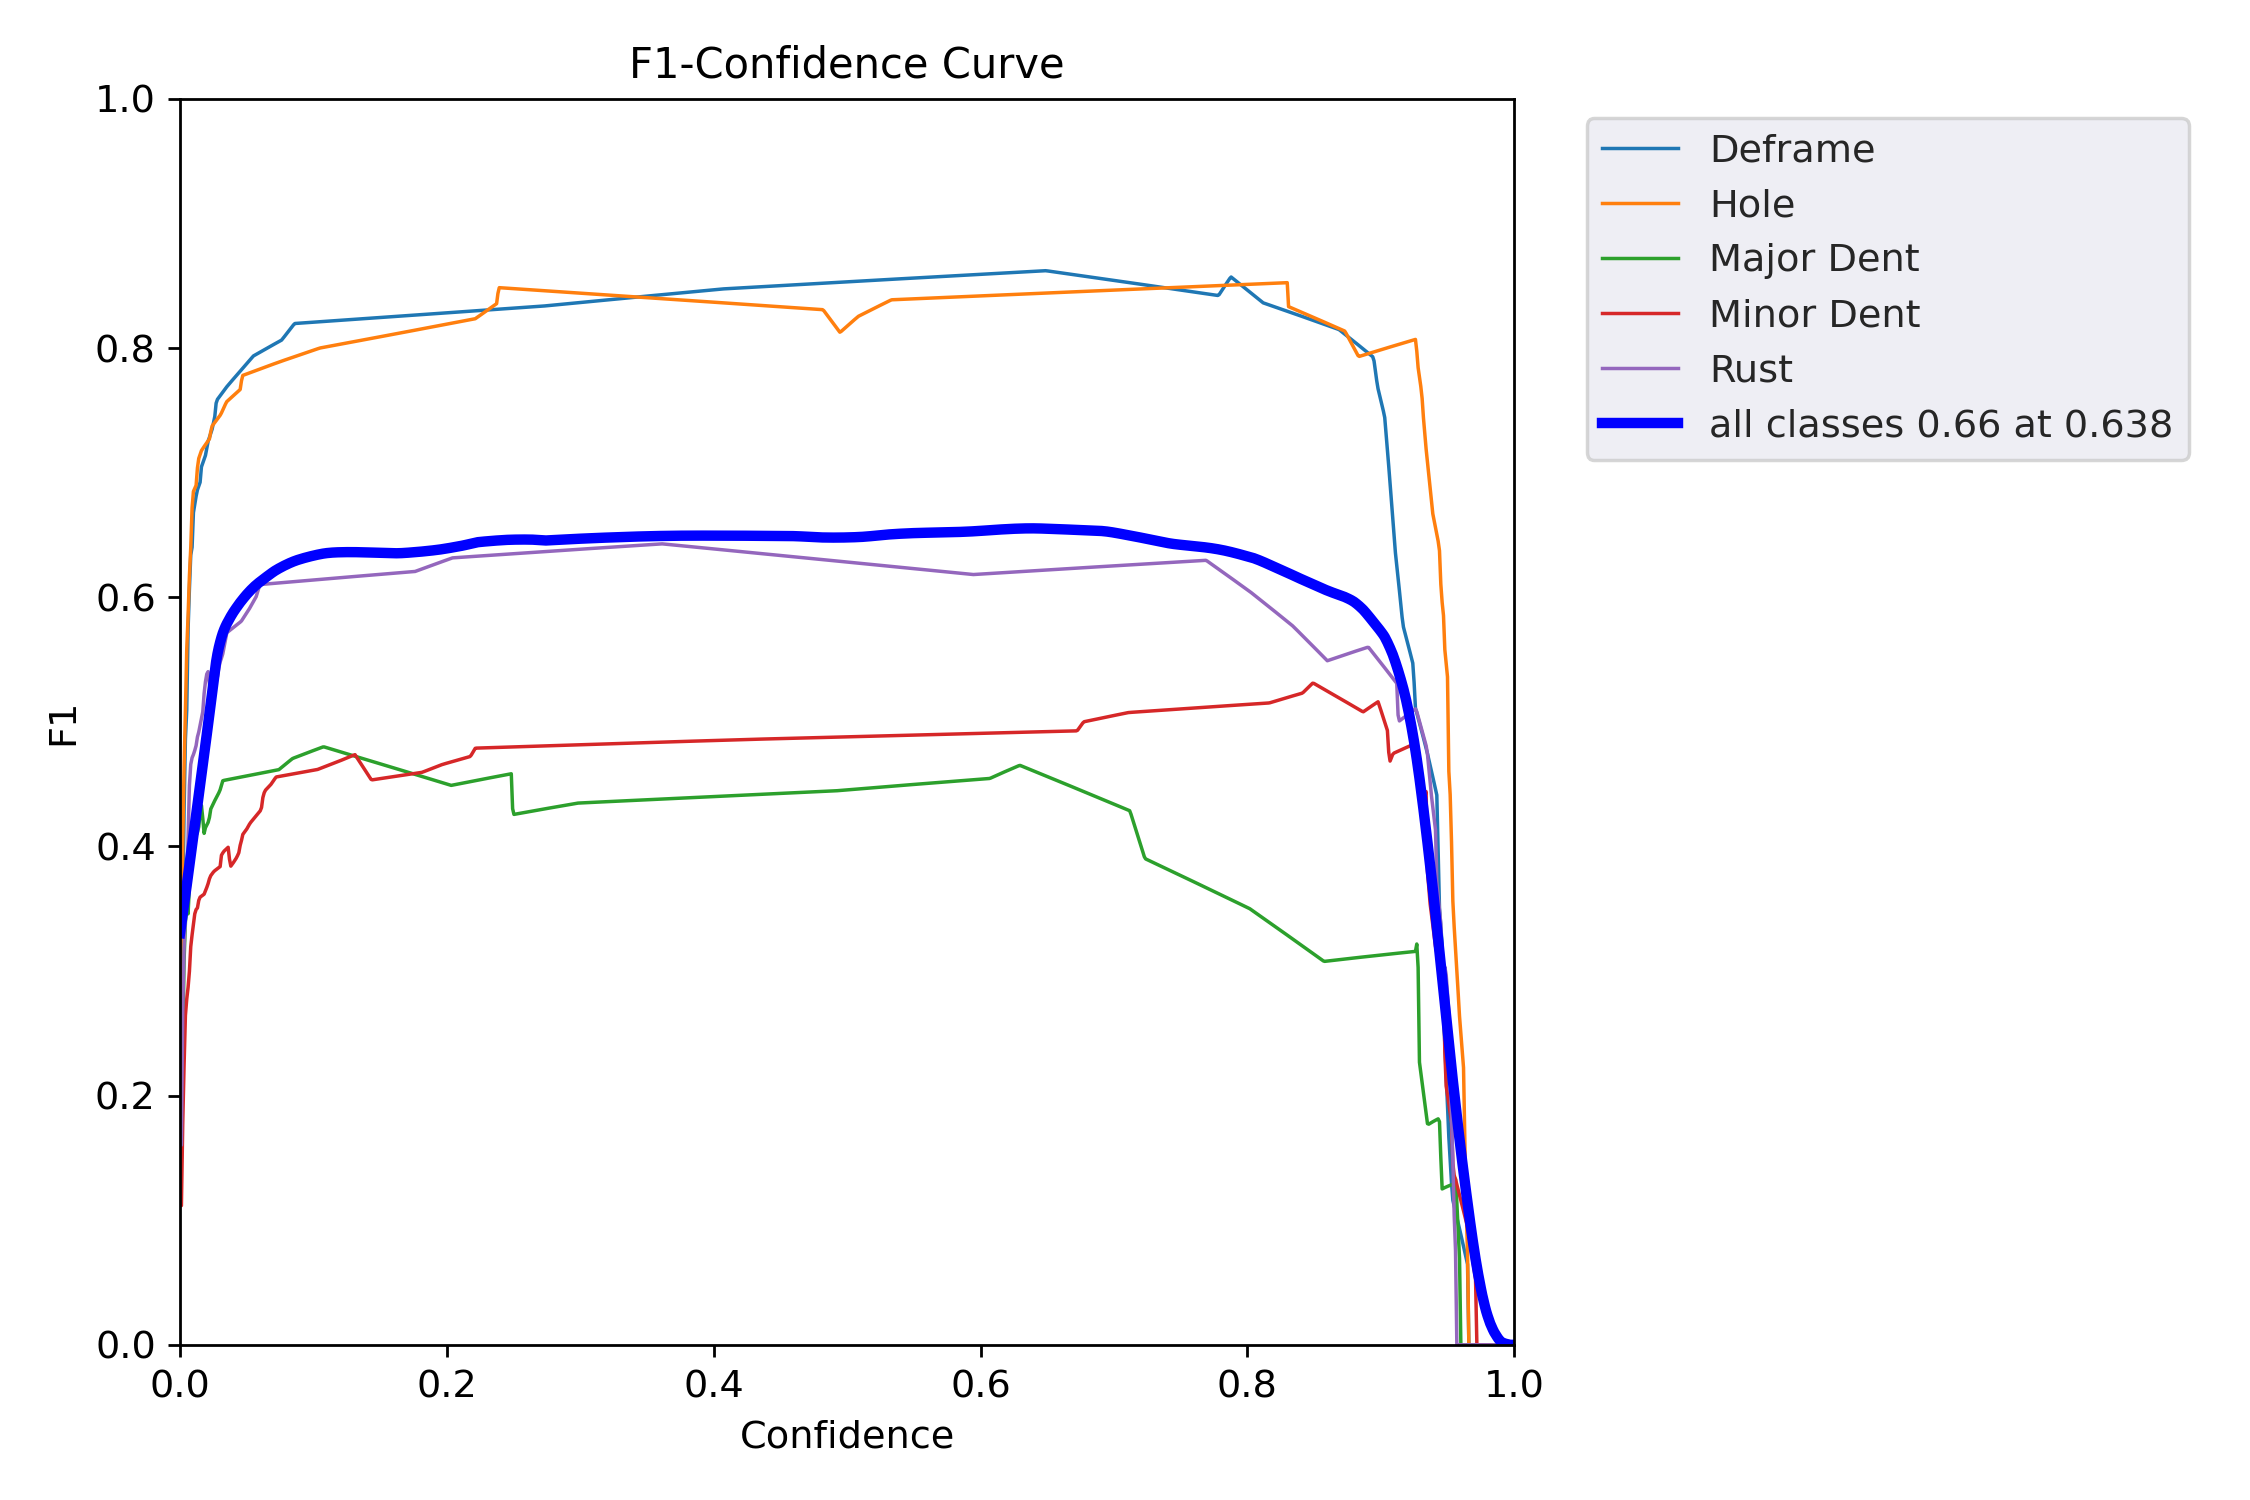 F1-Confidence Curve
1.0
0.8
0.6
0.4
0.2
0.0
F1
0.0 0.2 0.4 0.6 0.8 1.0
Confidence
Deframe
Hole
Major Dent
Minor Dent
Rust
all classes 0.66 at 0.638